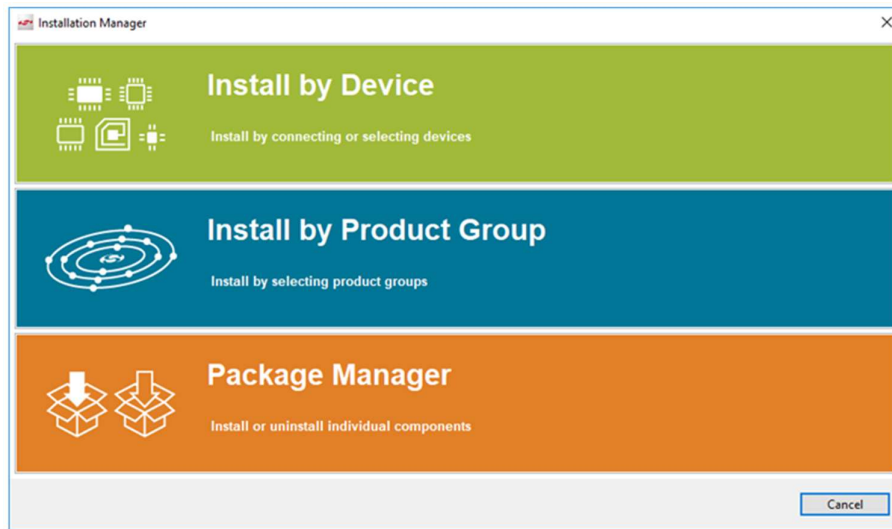 Installation Manager
Install by Device
Install by connecting or selecting devices
Install by Product Group
Install by selecting product groups
Package Manager
Install or uninstall individual components
Cancel